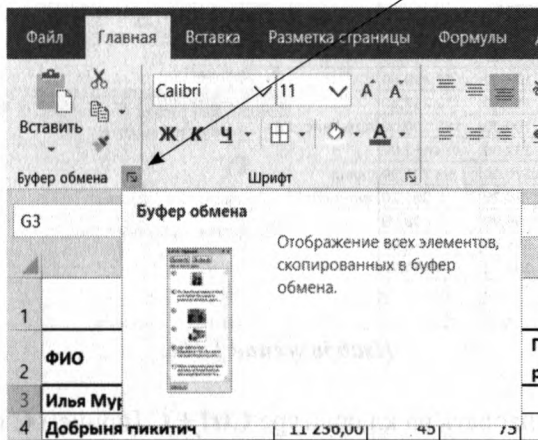 Файл Главная Вставка Разметка страницы Формулы
Calibri 11 А А
Вставить Ж К Ч А
Буфер обмена Шрифт
G3
Буфер обмена
Отображение всех элементов,
скопированных в буфер
обмена.
1
2 ФИО
3 Илья Мур
4 Добрыня Никитич 11 236,00 45 75